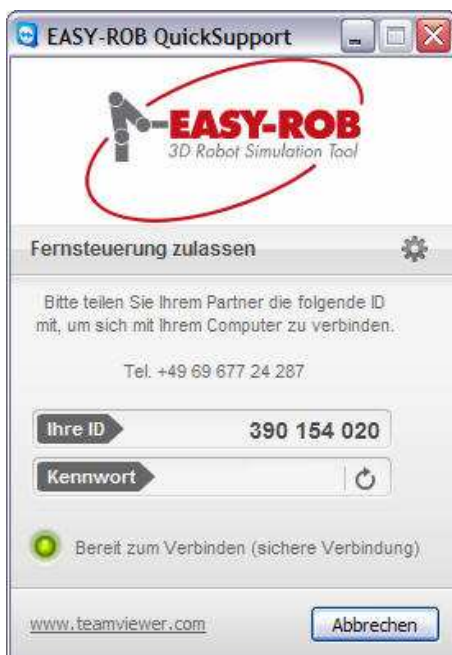 EASY-ROB QuickSupport
EASY-ROB
3D Robot Simulation Tool
Fernsteuerung zulassen
Bitte teilen Sie Ihrem Partner die folgende ID
mit, um sich mit Ihrem Computer zu verbinden.
Tel. +49 69 677 24 287
Ihre ID 390 154 020
Kennwort
Bereit zum Verbinden (sichere Verbindung)
www.teamviewer.com Abbrechen